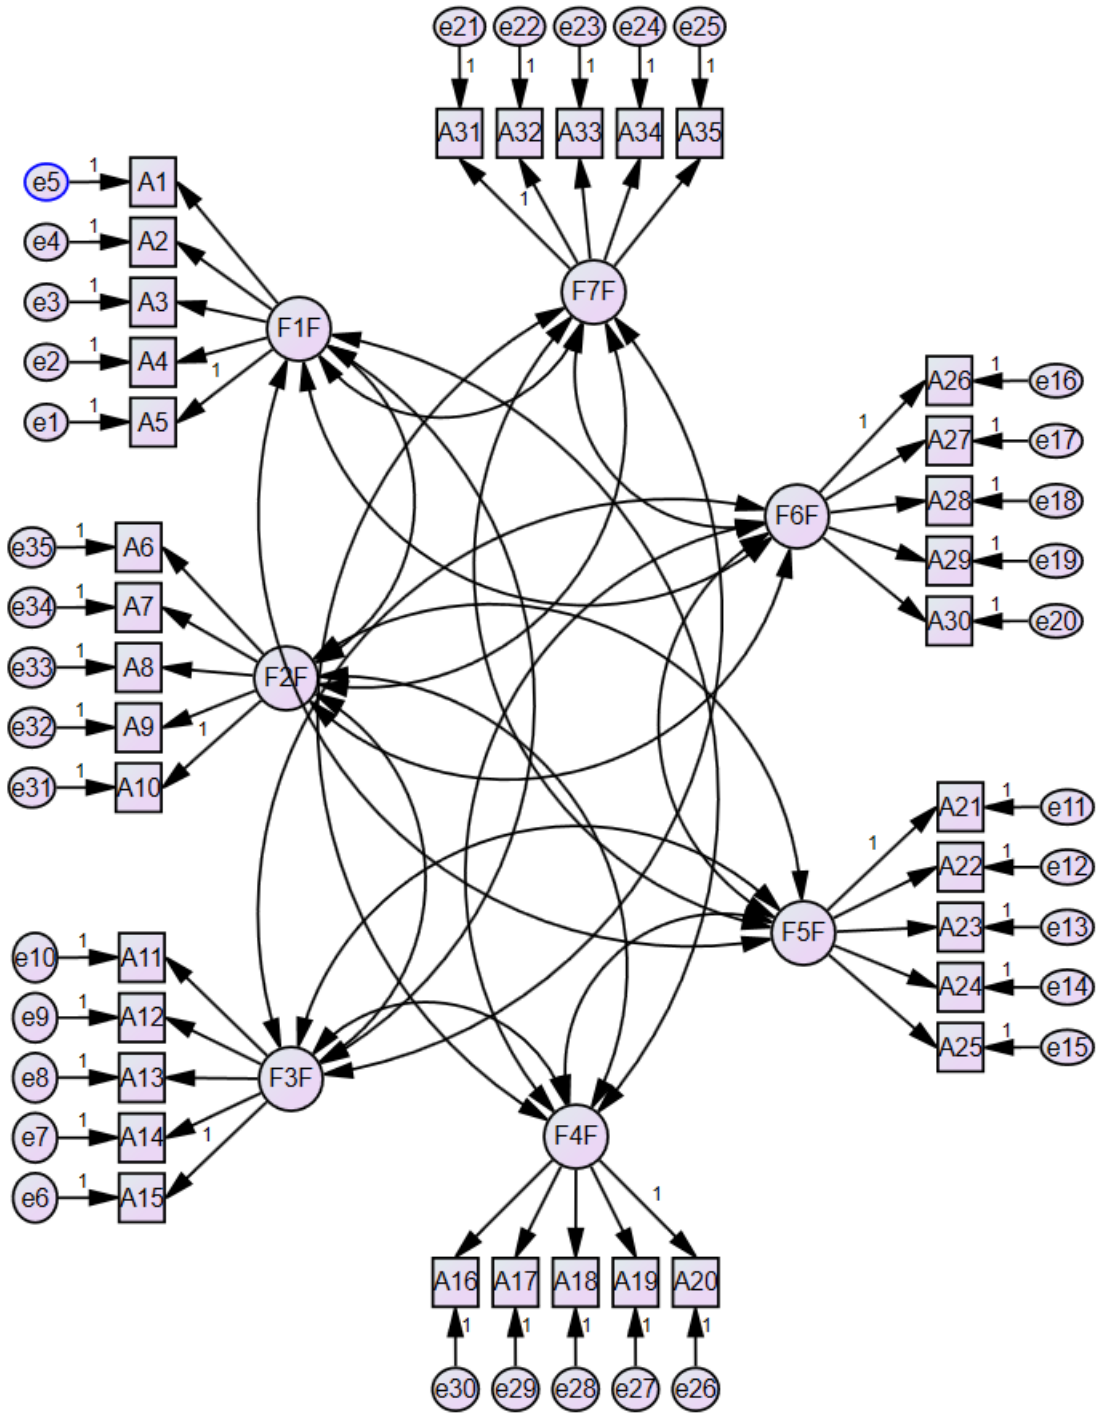 e21 e22 e23 e24 e25
1 1 1 1 1
A31 A32 A33 A34 A35
1
F7F
e5 1 A1
e4 1 A2
e3 1 A3
e2 1 A4
e1 1 A5
1
F1F
A26 1 e16
A27 1 e17
A28 1 e18
A29 1 e19
A30 1 e20
1
F6F
e35 1 A6
e34 1 A7
e33 1 A8
e32 1 A9
e31 1 A10
1
F2F
A21 1 e11
A22 1 e12
A23 1 e13
A24 1 e14
A25 1 e15
1
F5F
e10 1 A11
e9 1 A12
e8 1 A13
e7 1 A14
e6 1 A15
1
F3F
F4F
1
A16 A17 A18 A19 A20
1 1 1 1 1
e30 e29 e28 e27 e26